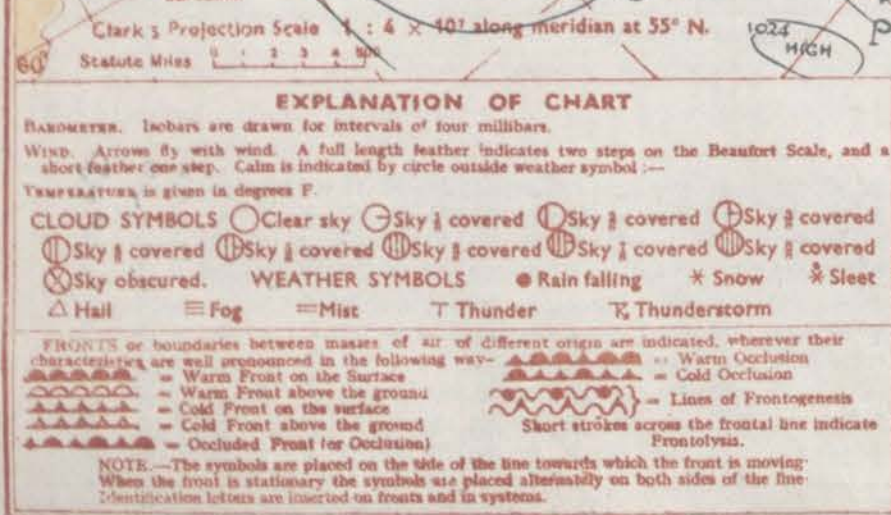 Clark's Projection Scale 1 : 4 × 10⁷ along meridian at 55° N.
1024
HIGH
P
60°
Statute Miles 0 1 2 3 4 500
EXPLANATION OF CHART
BAROMETER. Isobars are drawn for intervals of four millibars.
WIND. Arrows fly with wind. A full length feather indicates two steps on the Beaufort Scale, and a
short feather one step. Calm is indicated by circle outside weather symbol :—
TEMPERATURE is given in degrees F.
CLOUD SYMBOLS Clear sky Sky covered Sky covered Sky covered
Sky covered Sky covered Sky covered Sky covered Sky covered
Sky obscured. WEATHER SYMBOLS Rain falling Snow Sleet
Hail Fog Mist Thunder Thunderstorm
FRONTS or boundaries between masses of air of different origin are indicated, wherever their
characteristics are well pronounced in the following way—
= Warm Front on the Surface
= Warm Front above the ground
= Cold Front on the surface
= Cold Front above the ground
= Occluded Front (or Occlusion)
= Warm Occlusion
= Cold Occlusion
= Lines of Frontogenesis
Short strokes across the frontal line indicate
Frontolysis.
NOTE.—The symbols are placed on the side of the line towards which the front is moving.
When the front is stationary the symbols are placed alternately on both sides of the line.
Identification letters are inserted on fronts and in systems.